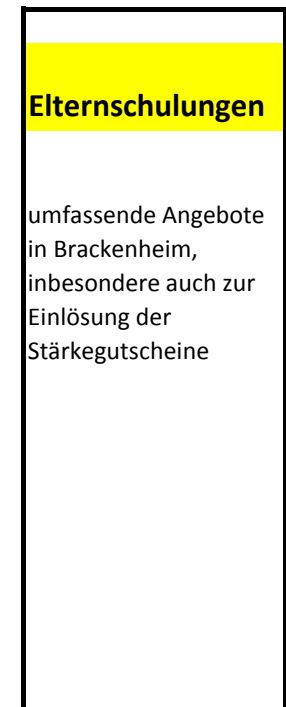 Elternschulungen
umfassende Angebote
in Brackenheim,
inbesondere auch zur
Einlösung der
Stärkegutscheine